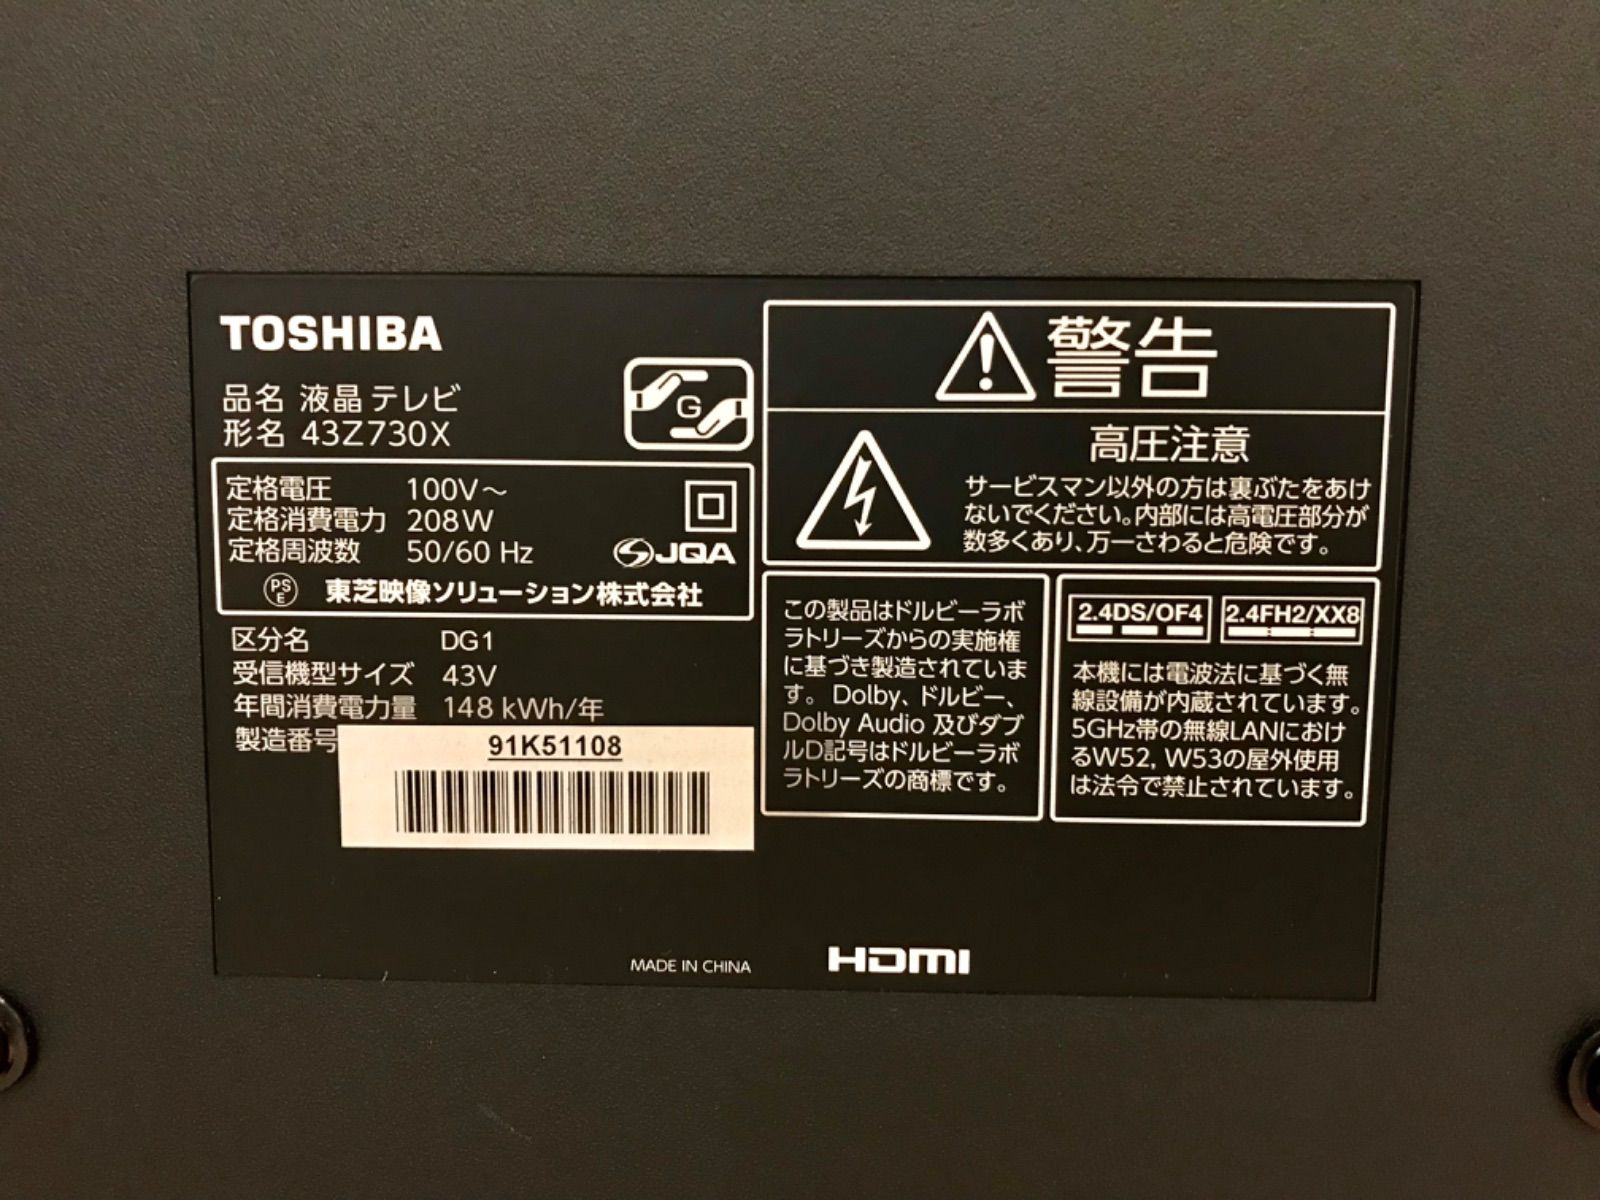 TOSHIBA
品名 液晶テレビ
形名 43Z730X
G
定格電圧 100V～
定格消費電力 208W
定格周波数 50/60 Hz
JQA
PS
E
東芝映像ソリューション株式会社
区分名 DG1
受信機型サイズ 43V
年間消費電力量 148 kWh/年
製造番号
91K51108
警告
高圧注意
サービスマン以外の方は裏ぶたをあけ
ないでください。内部には高電圧部分が
数多くあり、万一さわると危険です。
この製品はドルビーラボ
ラトリーズからの実施権
に基づき製造されていま
す。Dolby、ドルビー、
Dolby Audio 及びダブ
ルD記号はドルビーラボ
ラトリーズの商標です。
2.4DS/OF4
2.4FH2/XX8
本機には電波法に基づく無
線設備が内蔵されています。
5GHz帯の無線LANにおけ
るW52, W53の屋外使用
は法令で禁止されています。
MADE IN CHINA
HDMI